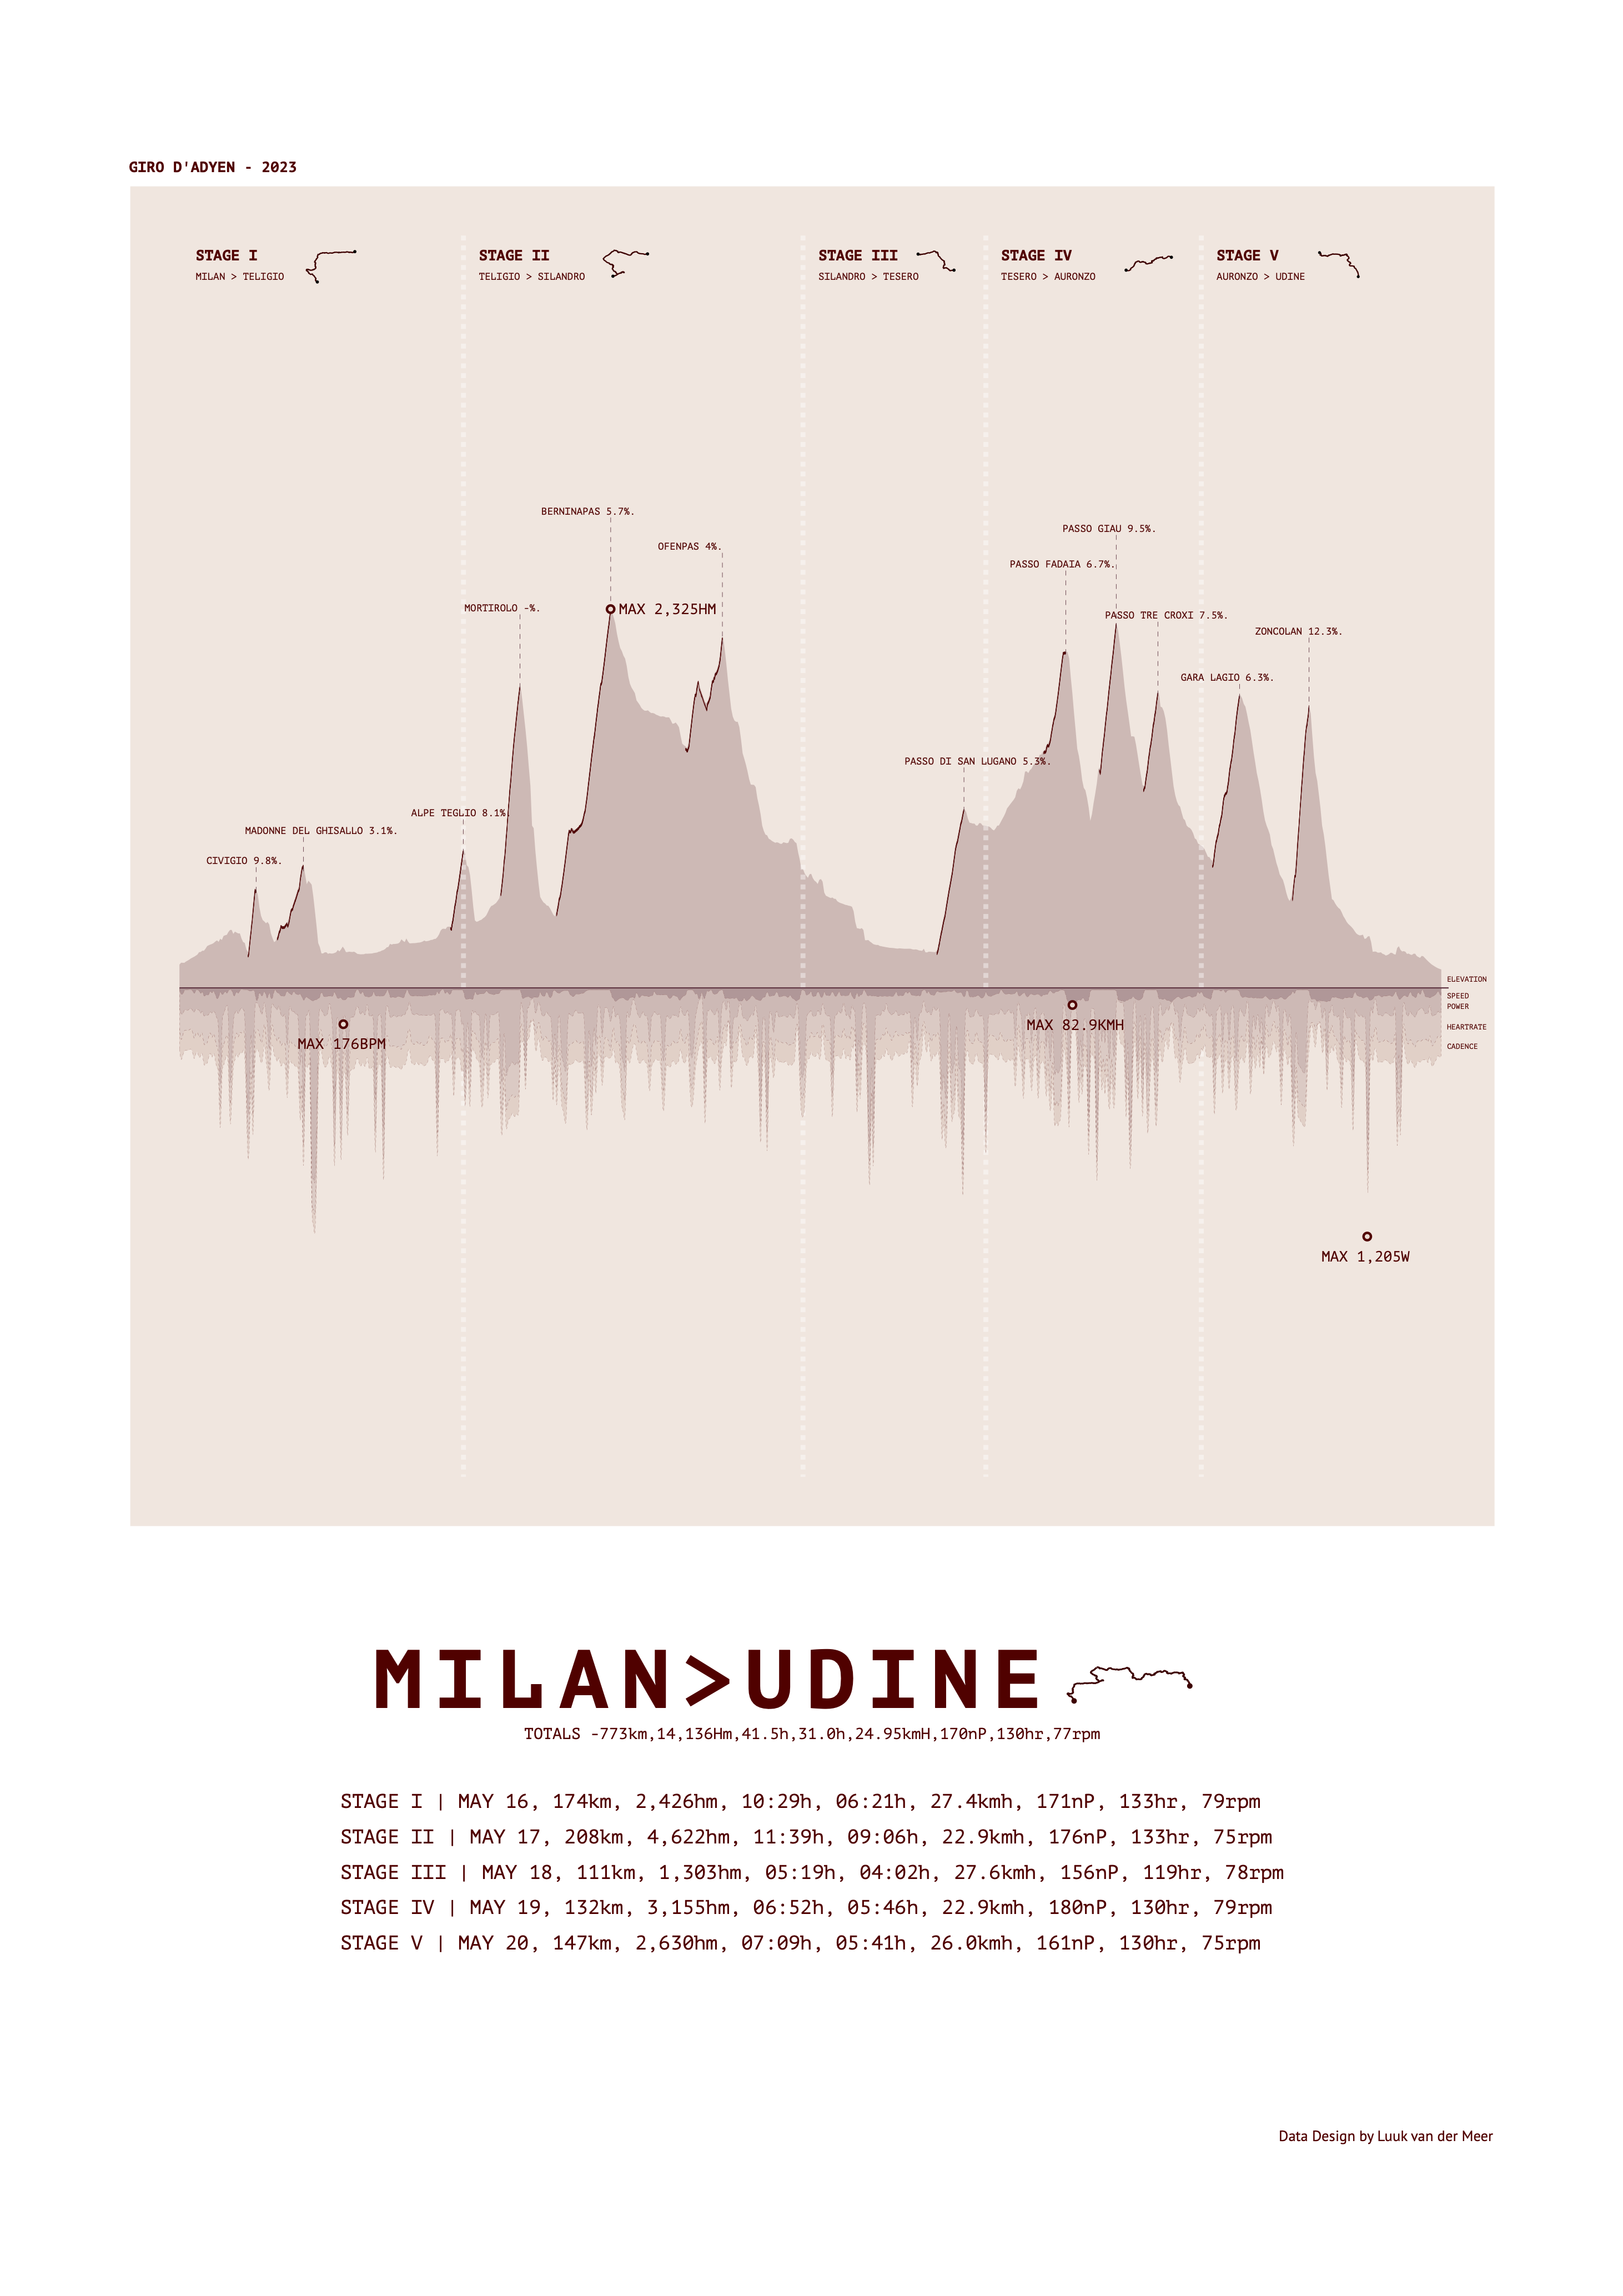 GIRO D'ADYEN - 2023
STAGE I
MILAN > TELIGIO
STAGE II
TELIGIO > SILANDRO
STAGE III
SILANDRO > TESERO
STAGE IV
TESERO > AURONZO
STAGE V
AURONZO > UDINE
BERNINAPAS 5.7%.
PASSO GIAU 9.5%.
OFENPAS 4%.
PASSO FADAIA 6.7%.
MORTIROLO -%.
MAX 2,325HM
PASSO TRE CROXI 7.5%.
ZONCOLAN 12.3%.
GARA LAGIO 6.3%.
PASSO DI SAN LUGANO 5.3%.
ALPE TEGLIO 8.1%.
MADONNE DEL GHISALLO 3.1%.
CIVIGIO 9.8%.
ELEVATION
SPEED
POWER
HEARTRATE
CADENCE
MAX 82.9KMH
MAX 176BPM
MAX 1,205W
MILAN>UDINE
TOTALS -773km,14,136Hm,41.5h,31.0h,24.95kmH,170nP,130hr,77rpm
STAGE I | MAY 16, 174km, 2,426hm, 10:29h, 06:21h, 27.4kmh, 171nP, 133hr, 79rpm
STAGE II | MAY 17, 208km, 4,622hm, 11:39h, 09:06h, 22.9kmh, 176nP, 133hr, 75rpm
STAGE III | MAY 18, 111km, 1,303hm, 05:19h, 04:02h, 27.6kmh, 156nP, 119hr, 78rpm
STAGE IV | MAY 19, 132km, 3,155hm, 06:52h, 05:46h, 22.9kmh, 180nP, 130hr, 79rpm
STAGE V | MAY 20, 147km, 2,630hm, 07:09h, 05:41h, 26.0kmh, 161nP, 130hr, 75rpm
Data Design by Luuk van der Meer